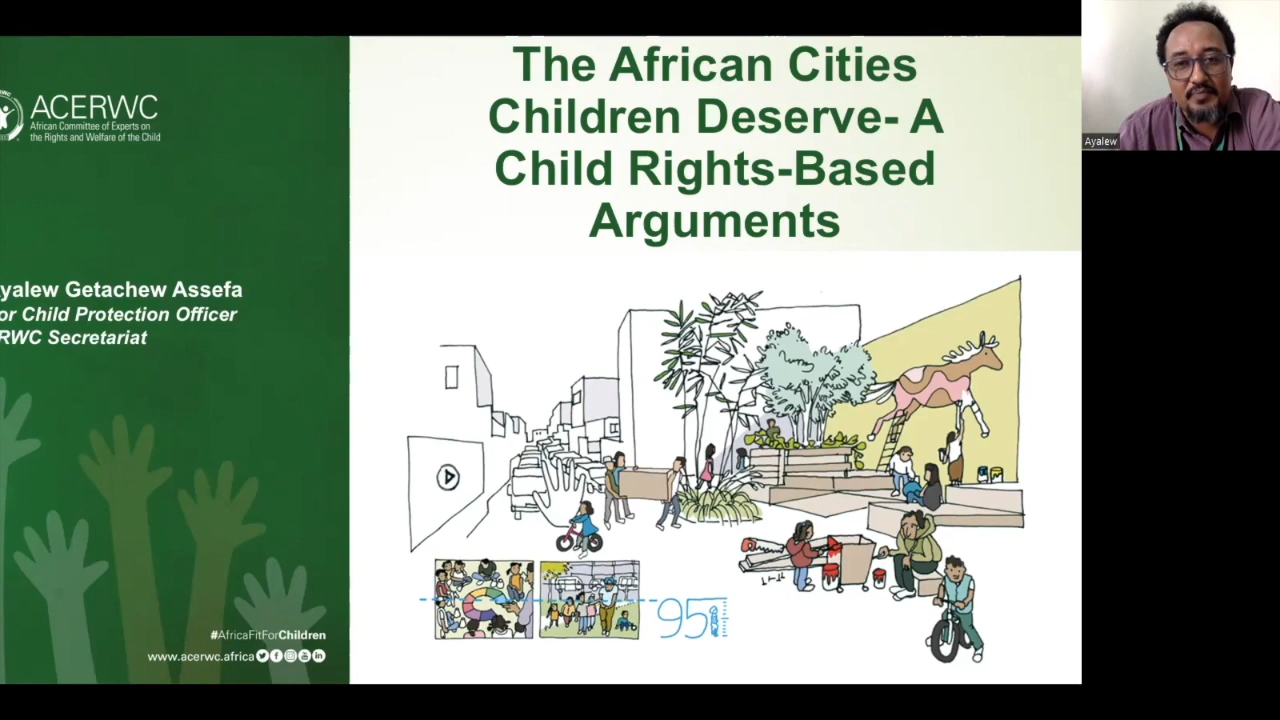 The African Cities
Children Deserve- A
Child Rights-Based
Arguments
ACERWC
African Committee of Experts on
the Rights and Welfare of the Child
yalew Getachew Assefa
or Child Protection Officer
RWC Secretariat
#AfricaFitForChildren
www.acerwc.africa
95
Ayalew